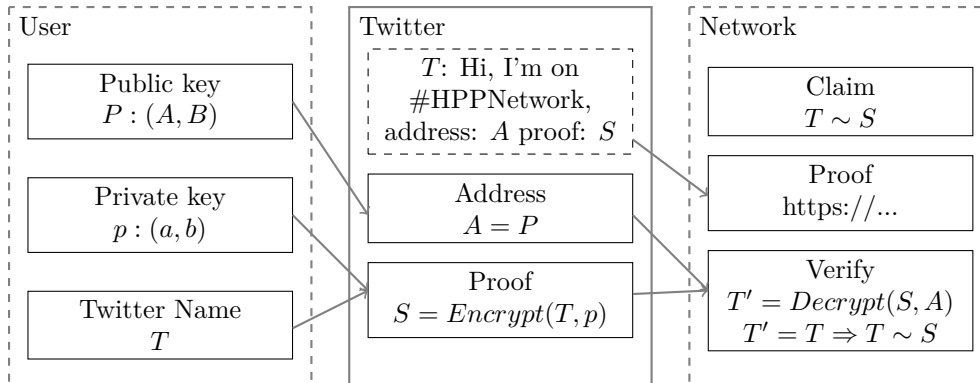 User
Public key
P : (A, B)
Private key
p : (a, b)
Twitter Name
T
Twitter
T: Hi, I'm on
#HPPNetwork,
address: A proof: S
Address
A = P
Proof
S = Encrypt(T, p)
Network
Claim
T ∼ S
Proof
https://...
Verify
T′ = Decrypt(S, A)
T′ = T ⇒ T ∼ S